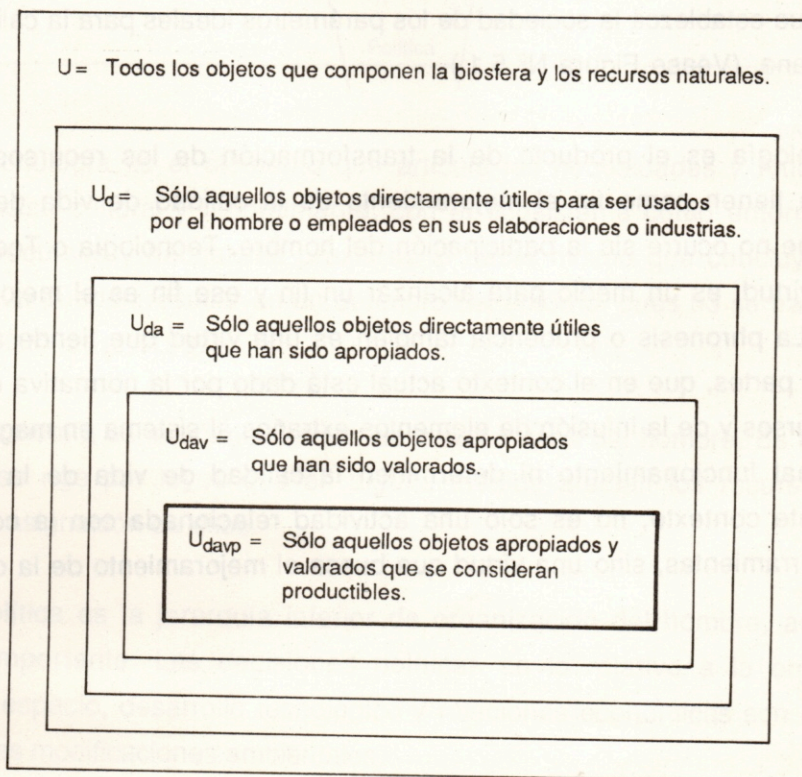 U = Todos los objetos que componen la biosfera y los recursos naturales.
Ud = Sólo aquellos objetos directamente útiles para ser usados
por el hombre o empleados en sus elaboraciones o industrias.
Uda = Sólo aquellos objetos directamente útiles
que han sido apropiados.
Udav = Sólo aquellos objetos apropiados
que han sido valorados.
Udavp = Sólo aquellos objetos apropiados y
valorados que se consideran
productibles.